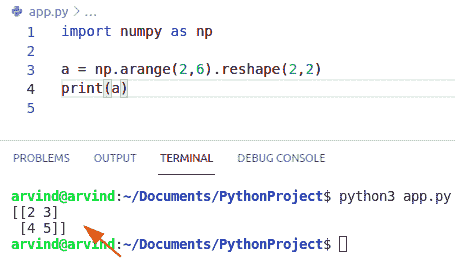 app.py > ...
1 import numpy as np
2
3 a = np.arange(2,6).reshape(2,2)
4 print(a)
5
PROBLEMS OUTPUT TERMINAL DEBUG CONSOLE
arvind@arvind:~/Documents/PythonProject$ python3 app.py
[[2 3]
 [4 5]]
arvind@arvind:~/Documents/PythonProject$